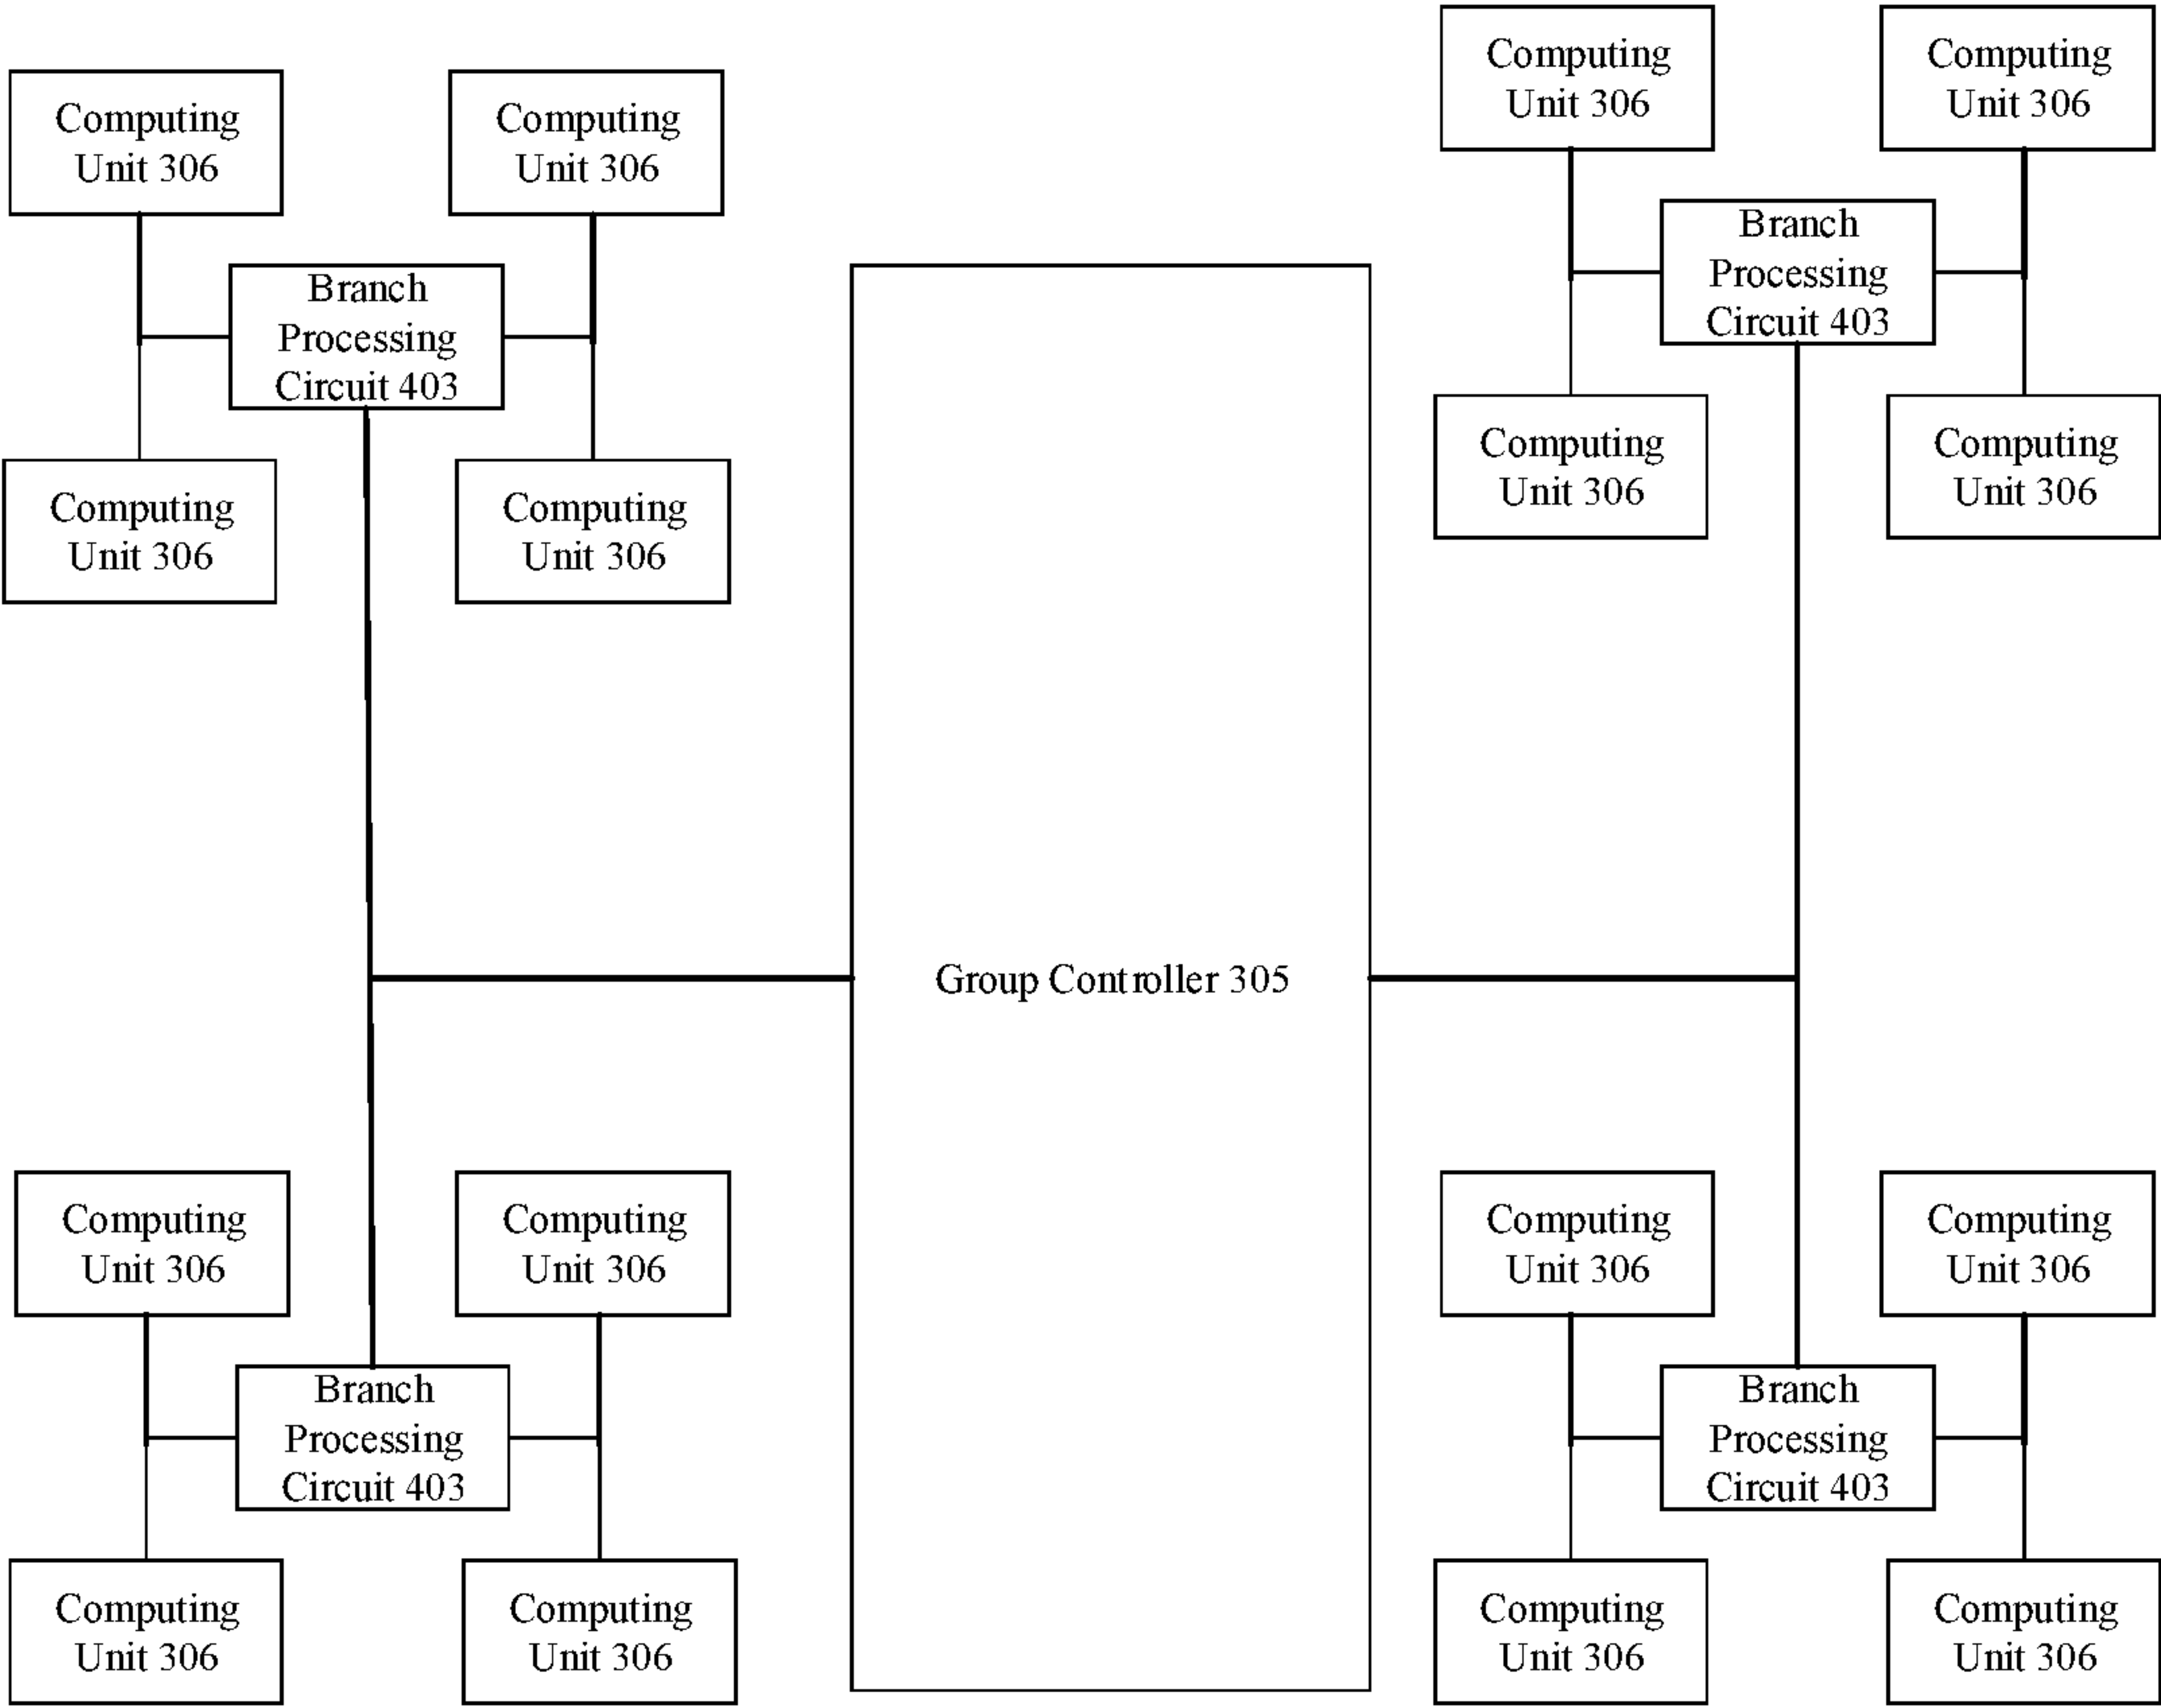 Computing
Unit 306
Computing
Unit 306
Computing
Unit 306
Computing
Unit 306
Branch
Processing
Circuit 403
Branch
Processing
Circuit 403
Computing
Unit 306
Computing
Unit 306
Computing
Unit 306
Computing
Unit 306
Group Controller 305
Computing
Unit 306
Computing
Unit 306
Computing
Unit 306
Computing
Unit 306
Branch
Processing
Circuit 403
Branch
Processing
Circuit 403
Computing
Unit 306
Computing
Unit 306
Computing
Unit 306
Computing
Unit 306